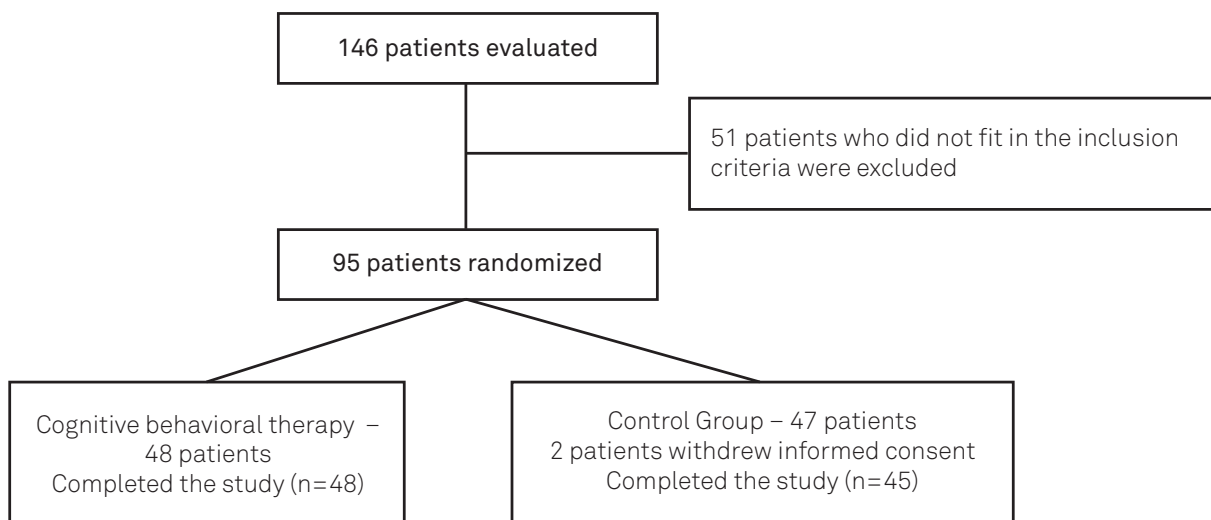 146 patients evaluated
51 patients who did not fit in the inclusion
criteria were excluded
95 patients randomized
Cognitive behavioral therapy –
48 patients
Completed the study (n=48)
Control Group – 47 patients
2 patients withdrew informed consent
Completed the study (n=45)